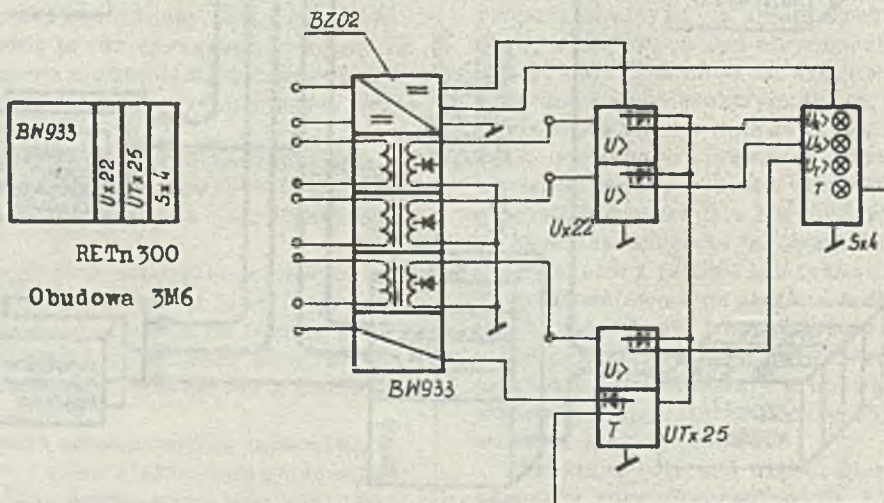 BZ02
BW933
Ux22
UTx25
Sx4
RETn300
Obudowa 3M6
U>
U>
Ux22
T
Sx4
BW933
U>
T
UTx25